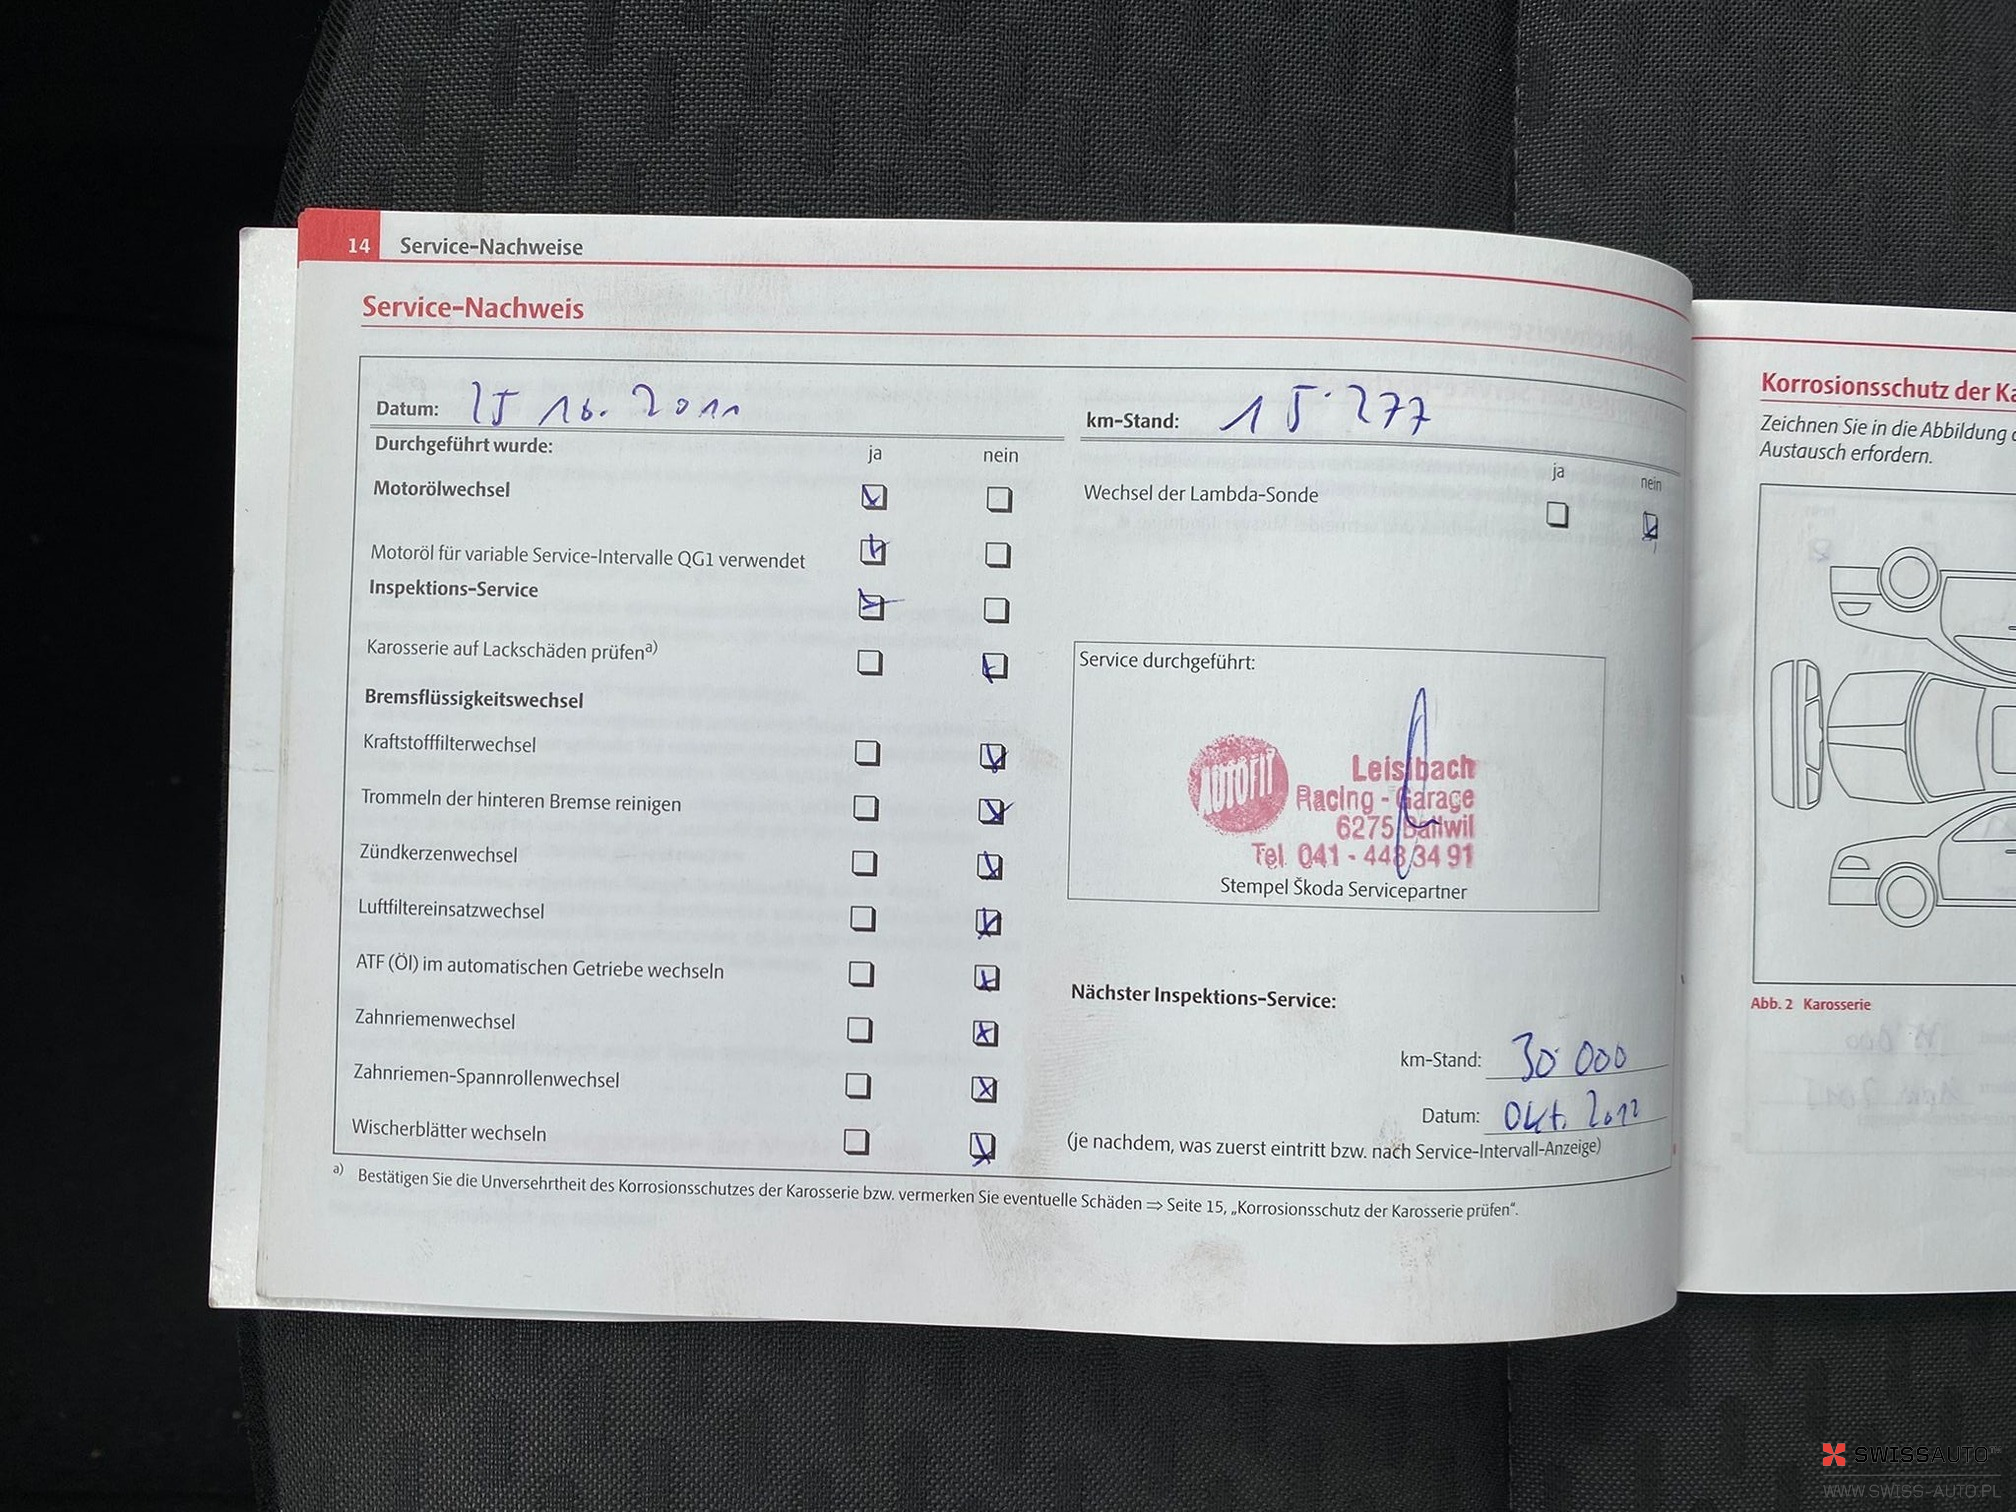 14 Service-Nachweise
Service-Nachweis
Datum: 25 10. 2011
km-Stand: 15.277
Durchgeführt wurde: ja nein
Motorölwechsel
Motoröl für variable Service-Intervalle QG1 verwendet
Inspektions-Service
Karosserie auf Lackschäden prüfena)
Bremsflüssigkeitswechsel
Kraftstofffilterwechsel
Trommeln der hinteren Bremse reinigen
Zündkerzenwechsel
Luftfiltereinsatzwechsel
ATF (Öl) im automatischen Getriebe wechseln
Zahnriemenwechsel
Zahnriemen-Spannrollenwechsel
Wischerblätter wechseln
ja nein
Wechsel der Lambda-Sonde
Service durchgeführt:
AUTOFIT
Leisibach
Racing - Garage
6275 Ballwil
Tel. 041 - 448 34 91
Stempel Škoda Servicepartner
Nächster Inspektions-Service:
km-Stand: 30 000
Datum: Okt. 2012
(je nachdem, was zuerst eintritt bzw. nach Service-Intervall-Anzeige)
a) Bestätigen Sie die Unversehrtheit des Korrosionsschutzes der Karosserie bzw. vermerken Sie eventuelle Schäden ⇒ Seite 15, „Korrosionsschutz der Karosserie prüfen“.
Korrosionsschutz der
Zeichnen Sie in die Abbildung
Austausch erfordern.
Abb. 2 Karosserie
SWISSAUTO
WWW.SWISS-AUTO.PL